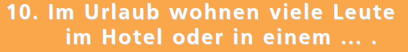 10. Im Urlaub wohnen viele Leute
im Hotel oder in einem ... .